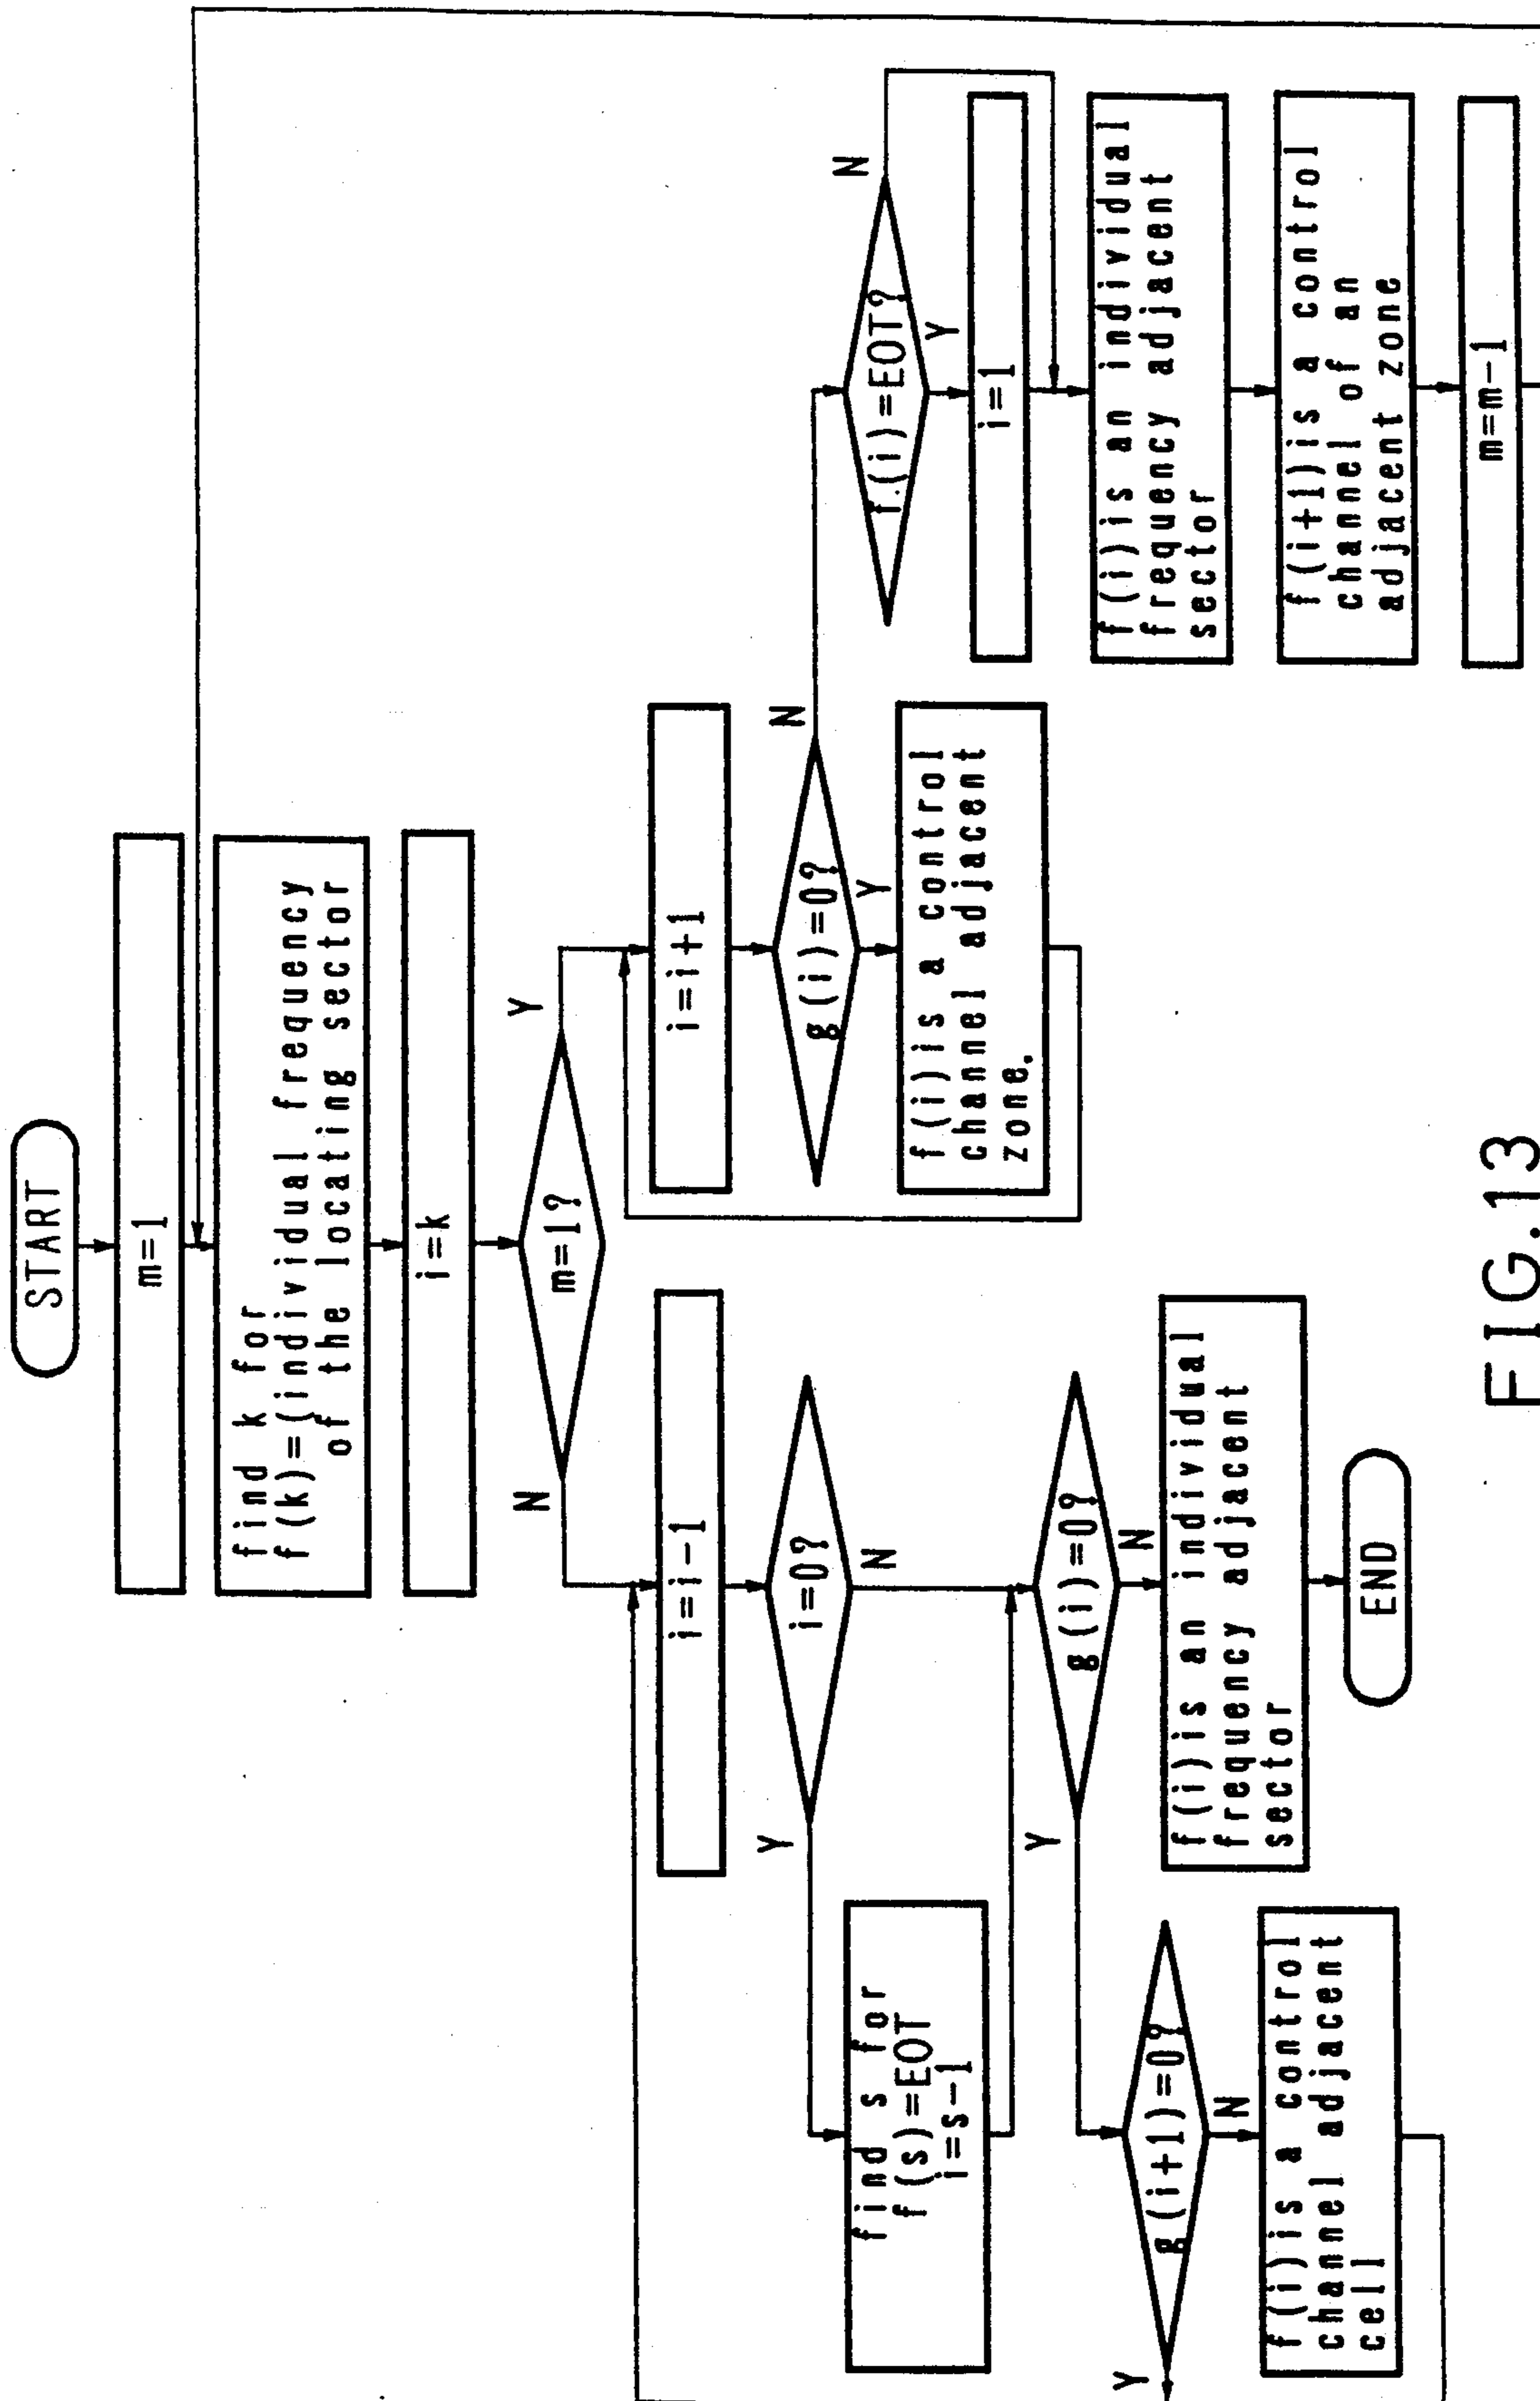 START
m=1
find k for
f(k)=(individual frequency
of the locating sector
i=k
m=1?
N
Y
i=i-1
i=0?
Y
N
find s for
f(s)=EOT
i=s-1
g(i)=0?
Y
N
g(i+1)=0?
Y
N
f(i)is a control
channel adjacent
cell
f(i)is an individual
frequency adjacent
sector
END
i=i+1
g(i)=0?
N
Y
f(i)is a control
channel adjacent
zone.
f.(i)=EOT?
N
Y
i=1
f(i)is an individual
frequency adjacent
sector
f(i+1)is a control
channel of an
adjacent zone
m=m-1
FIG.13